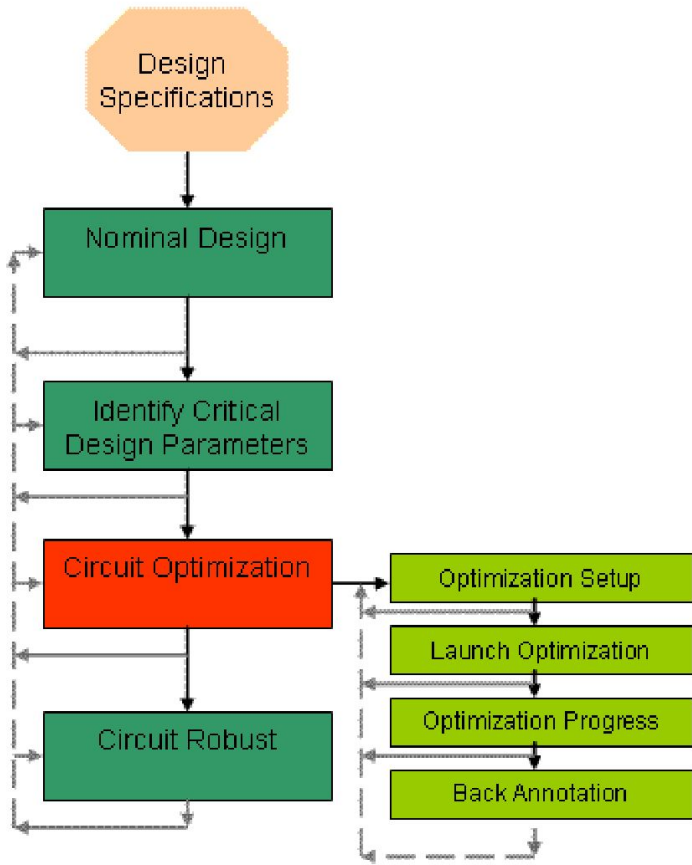 Design
Specifications
Nominal Design
Identify Critical
Design Parameters
Circuit Optimization
Optimization Setup
Launch Optimization
Optimization Progress
Circuit Robust
Back Annotation